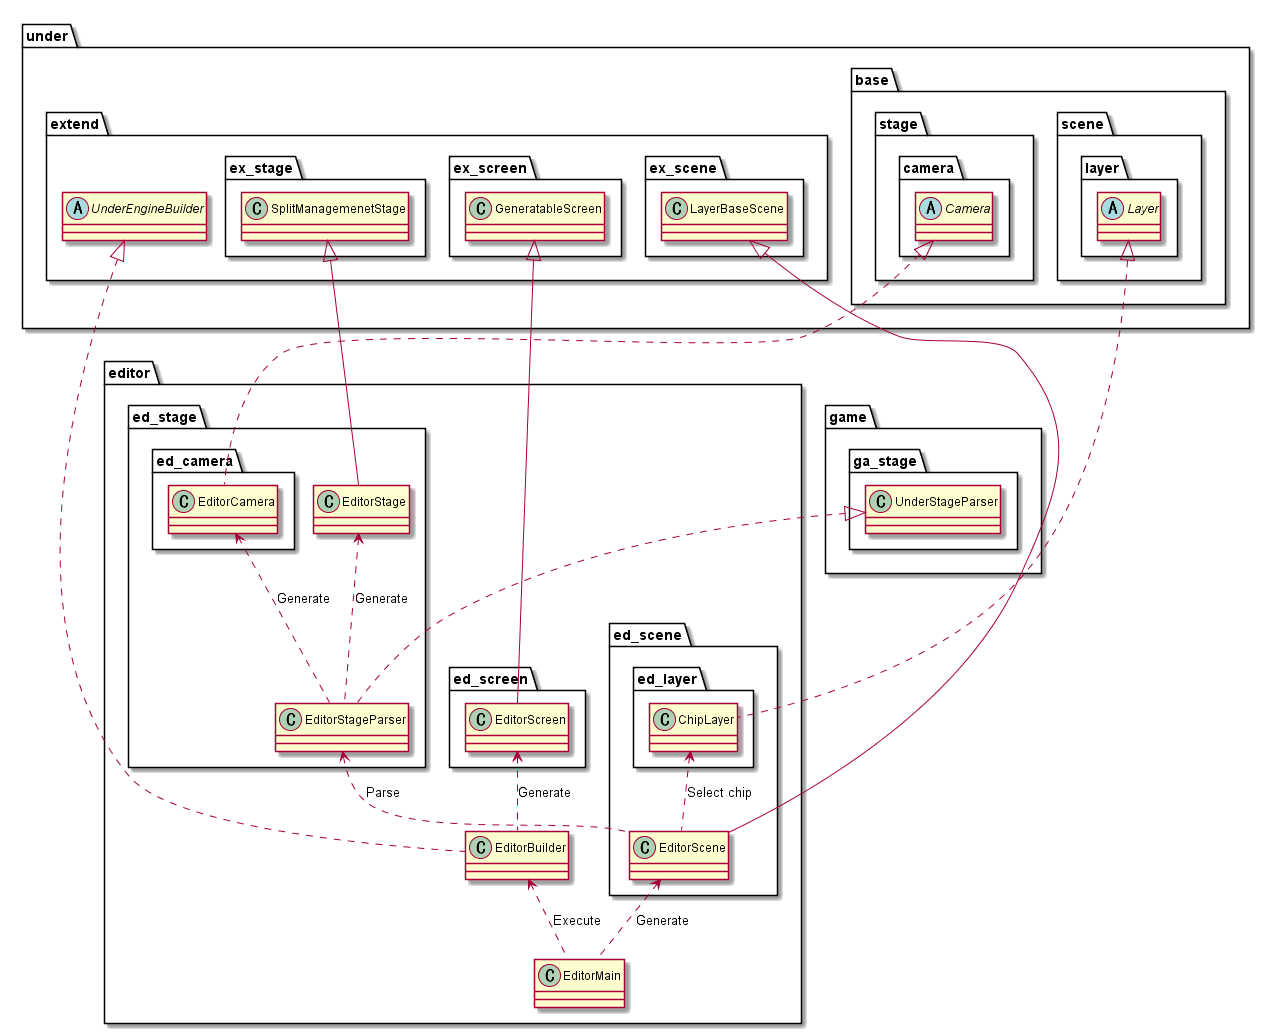 under
base
extend
stage
scene
ex_stage
ex_screen
ex_scene
camera
layer
A UnderEngineBuilder
C SplitManagemenetStage
C GeneratableScreen
C LayerBaseScene
A Camera
A Layer
editor
ed_stage
game
ed_camera
ga_stage
C EditorCamera
C EditorStage
C UnderStageParser
Generate
Generate
ed_scene
ed_screen
ed_layer
C EditorStageParser
C EditorScreen
C ChipLayer
Parse
Generate
Select chip
C EditorBuilder
C EditorScene
Execute
Generate
C EditorMain